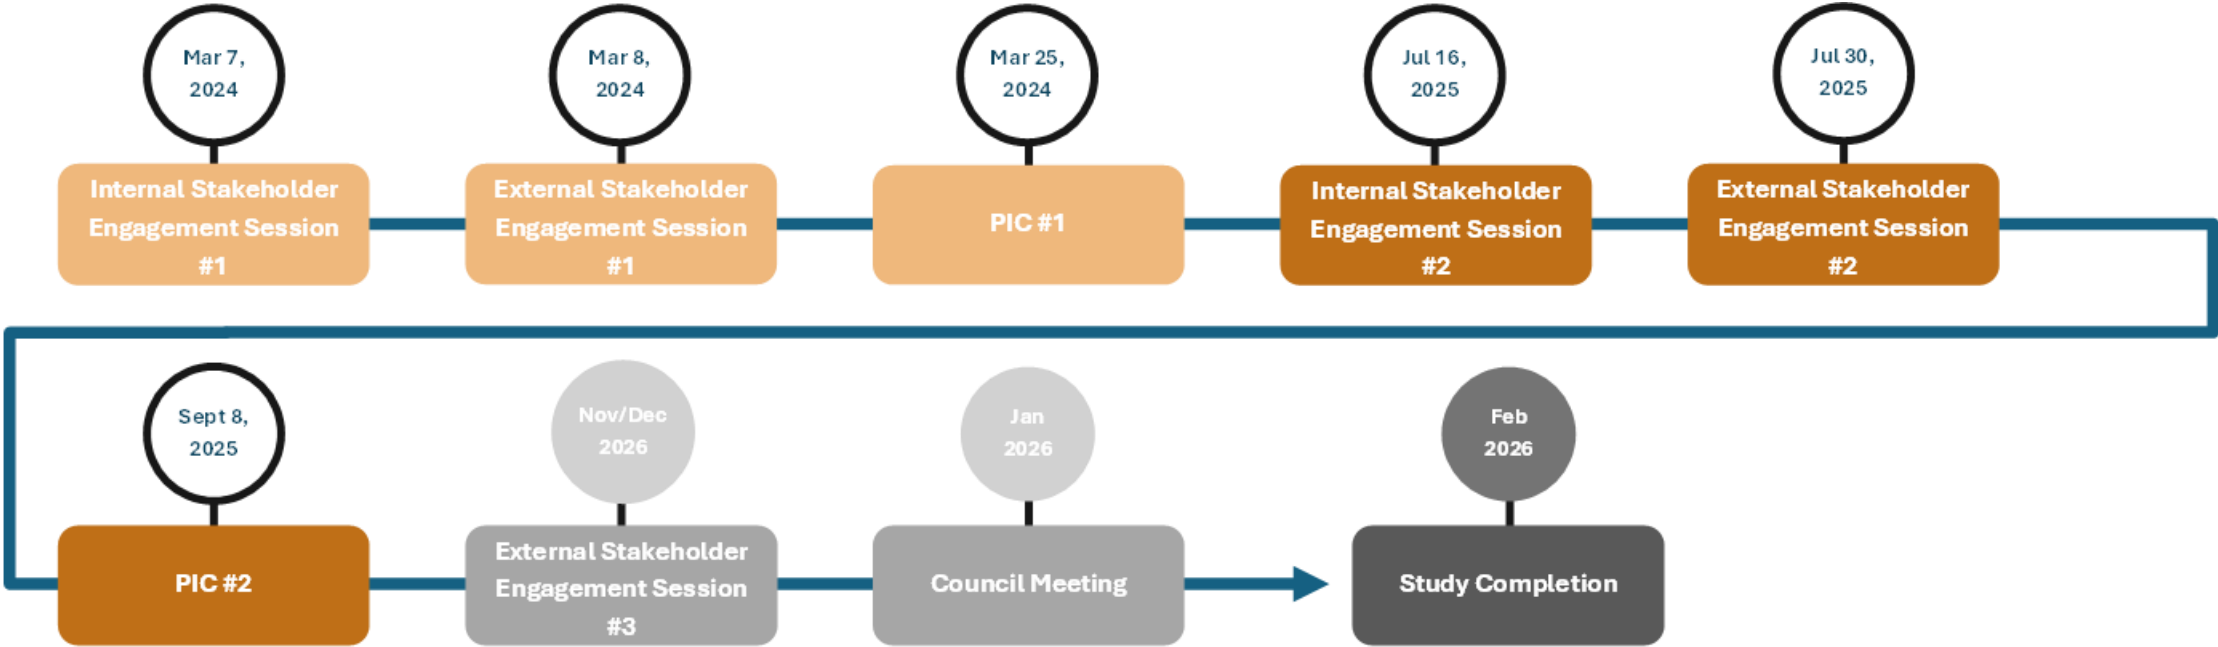 Mar 7,
2024
Mar 8,
2024
Mar 25,
2024
Jul 16,
2025
Jul 30,
2025
Internal Stakeholder
Engagement Session
#1
External Stakeholder
Engagement Session
#1
PIC #1
Internal Stakeholder
Engagement Session
#2
External Stakeholder
Engagement Session
#2
Sept 8,
2025
Nov/Dec
2026
Jan
2026
Feb
2026
PIC #2
External Stakeholder
Engagement Session
#3
Council Meeting
Study Completion